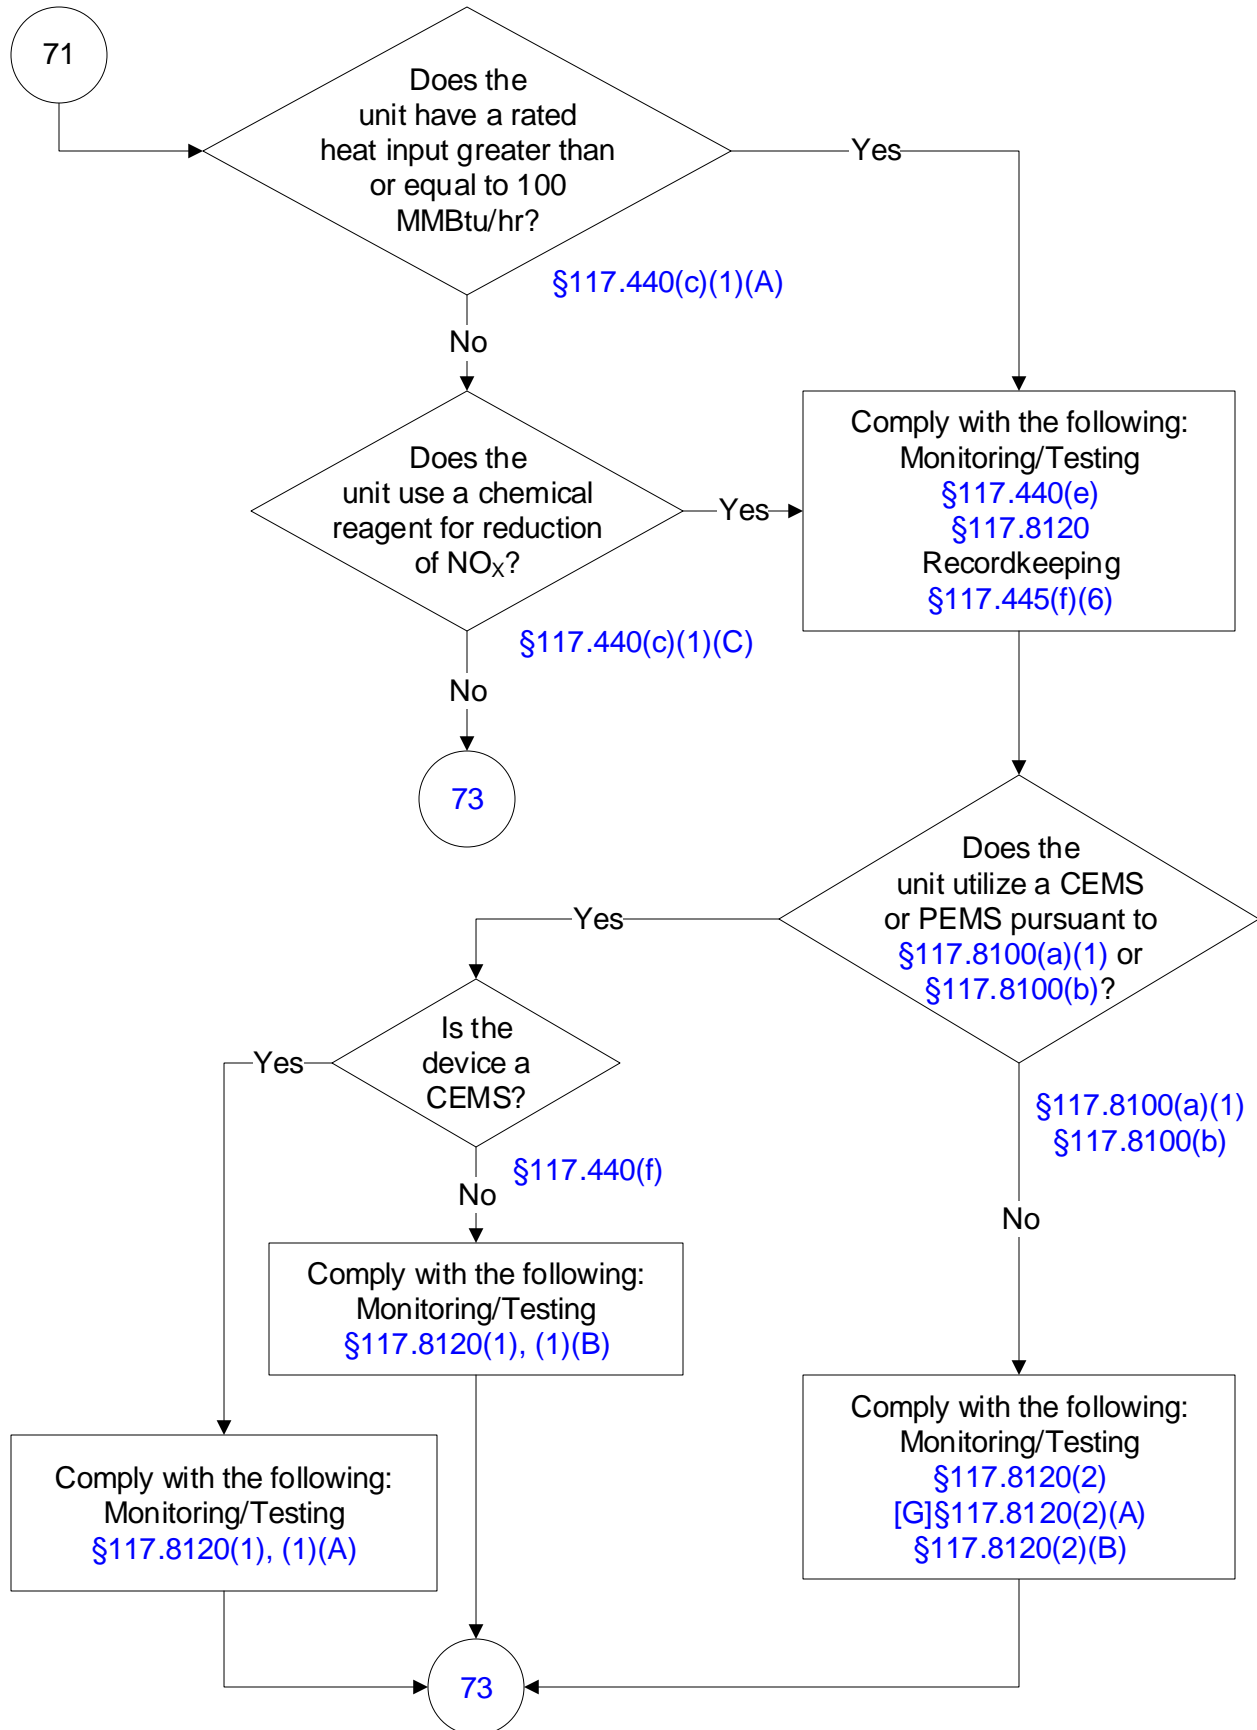 71
Does the
unit have a rated
heat input greater than
or equal to 100
MMBtu/hr?
Yes
§117.440(c)(1)(A)
No
Does the
unit use a chemical
reagent for reduction
of NOₓ?
Yes
§117.440(c)(1)(C)
No
73
Comply with the following:
Monitoring/Testing
§117.440(e)
§117.8120
Recordkeeping
§117.445(f)(6)
Does the
unit utilize a CEMS
or PEMS pursuant to
§117.8100(a)(1) or
§117.8100(b)?
Yes
§117.8100(a)(1)
§117.8100(b)
No
Is the
device a
CEMS?
Yes
§117.440(f)
No
Comply with the following:
Monitoring/Testing
§117.8120(1), (1)(B)
Comply with the following:
Monitoring/Testing
§117.8120(1), (1)(A)
Comply with the following:
Monitoring/Testing
§117.8120(2)
[G]§117.8120(2)(A)
§117.8120(2)(B)
73